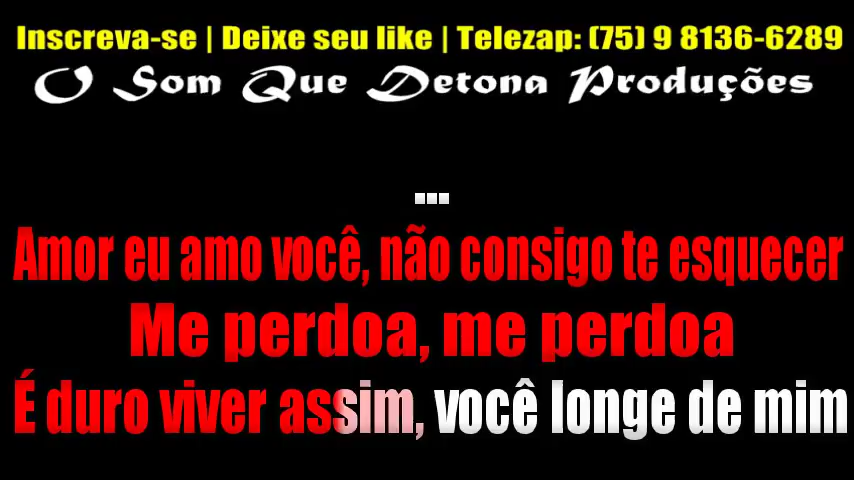 Inscreva-se | Deixe seu like | Telezap: (75) 9 8136-6289
O Som Que Detona Produções
...
Amor eu amo você, não consigo te esquecer
Me perdoa, me perdoa
É duro viver assim, você longe de mim